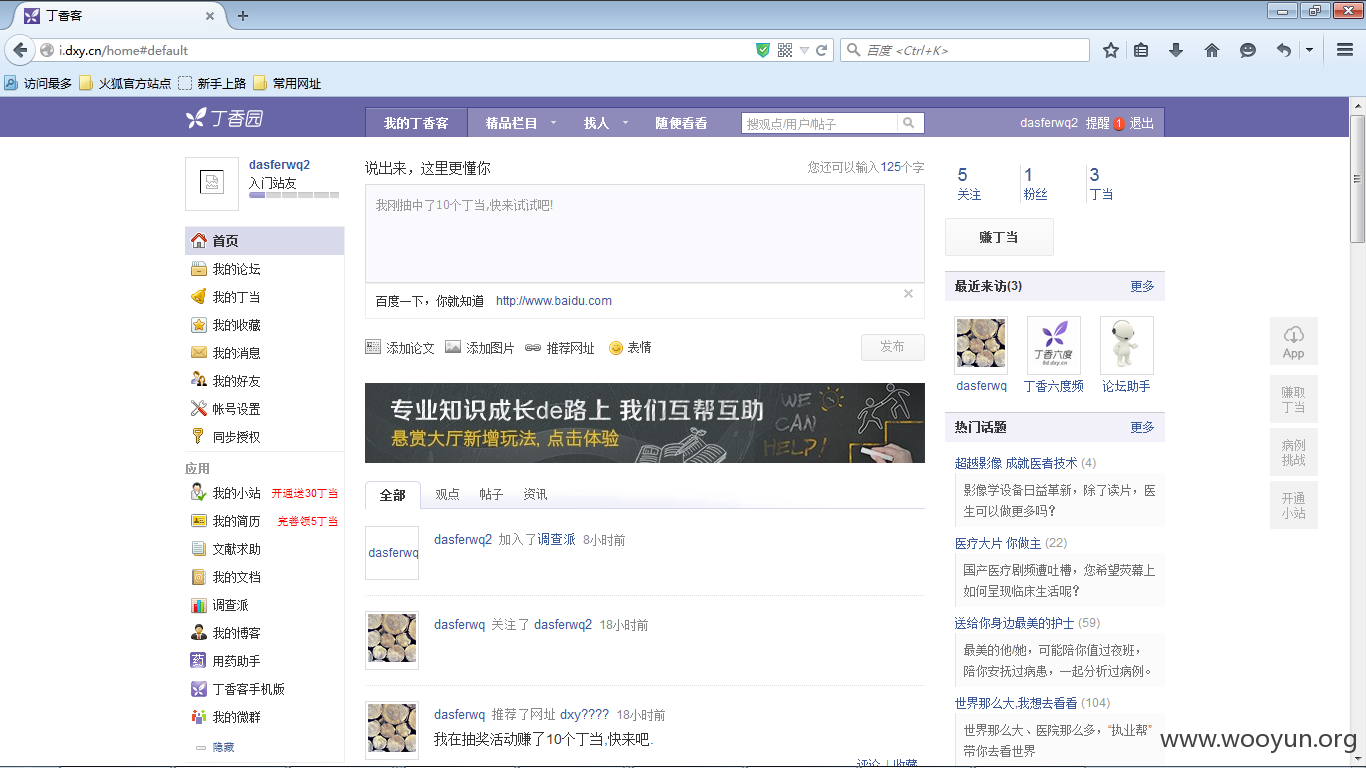 丁香客
i.dxy.cn/home#default
百度 <Ctrl+K>
访问最多 火狐官方站点 新手上路 常用网址
丁香园
我的丁香客 精品栏目 找人 随便看看 搜观点/用户/帖子 dasferwq2 提醒 1 退出
dasferwq2
入门站友
首页
我的论坛
我的丁当
我的收藏
我的消息
我的好友
帐号设置
同步授权
应用
我的小站 开通送30丁当
我的简历 完善领5丁当
文献求助
我的文档
调查派
我的博客
药 用药助手
丁香客手机版
我的微群
隐藏
说出来，这里更懂你 您还可以输入125个字
我刚抽中了10个丁当,快来试试吧!
百度一下，你就知道 http://www.baidu.com
添加论文 添加图片 推荐网址 表情 发布
专业知识成长de路上 我们互帮互助
悬赏大厅新增玩法, 点击体验
WE
CAN
HELP!
全部 观点 帖子 资讯
dasferwq
dasferwq2 加入了调查派 8小时前
dasferwq 关注了 dasferwq2 18小时前
dasferwq 推荐了网址 dxy???? 18小时前
我在抽奖活动赚了10个丁当,快来吧.
评论 | 收藏
5 1 3
关注 粉丝 丁当
赚丁当
最近来访(3) 更多
丁香六度
6d.dxy.cn
dasferwq 丁香六度频 论坛助手
热门话题 更多
超越影像 成就医者技术 (4)
影像学设备日益革新，除了读片，医
生可以做更多吗？
医疗大片 你做主 (22)
国产医疗剧频遭吐槽，您希望荧幕上
如何呈现临床生活呢？
送给你身边最美的护士 (59)
最美的他/她，可能陪你值过夜班，
陪你安抚过病患，一起分析过病例。
世界那么大,我想去看看 (104)
世界那么大、医院那么多，“执业帮”
带你去看世界
App
赚取
丁当
病例
挑战
开通
小站
www.wooyun.org